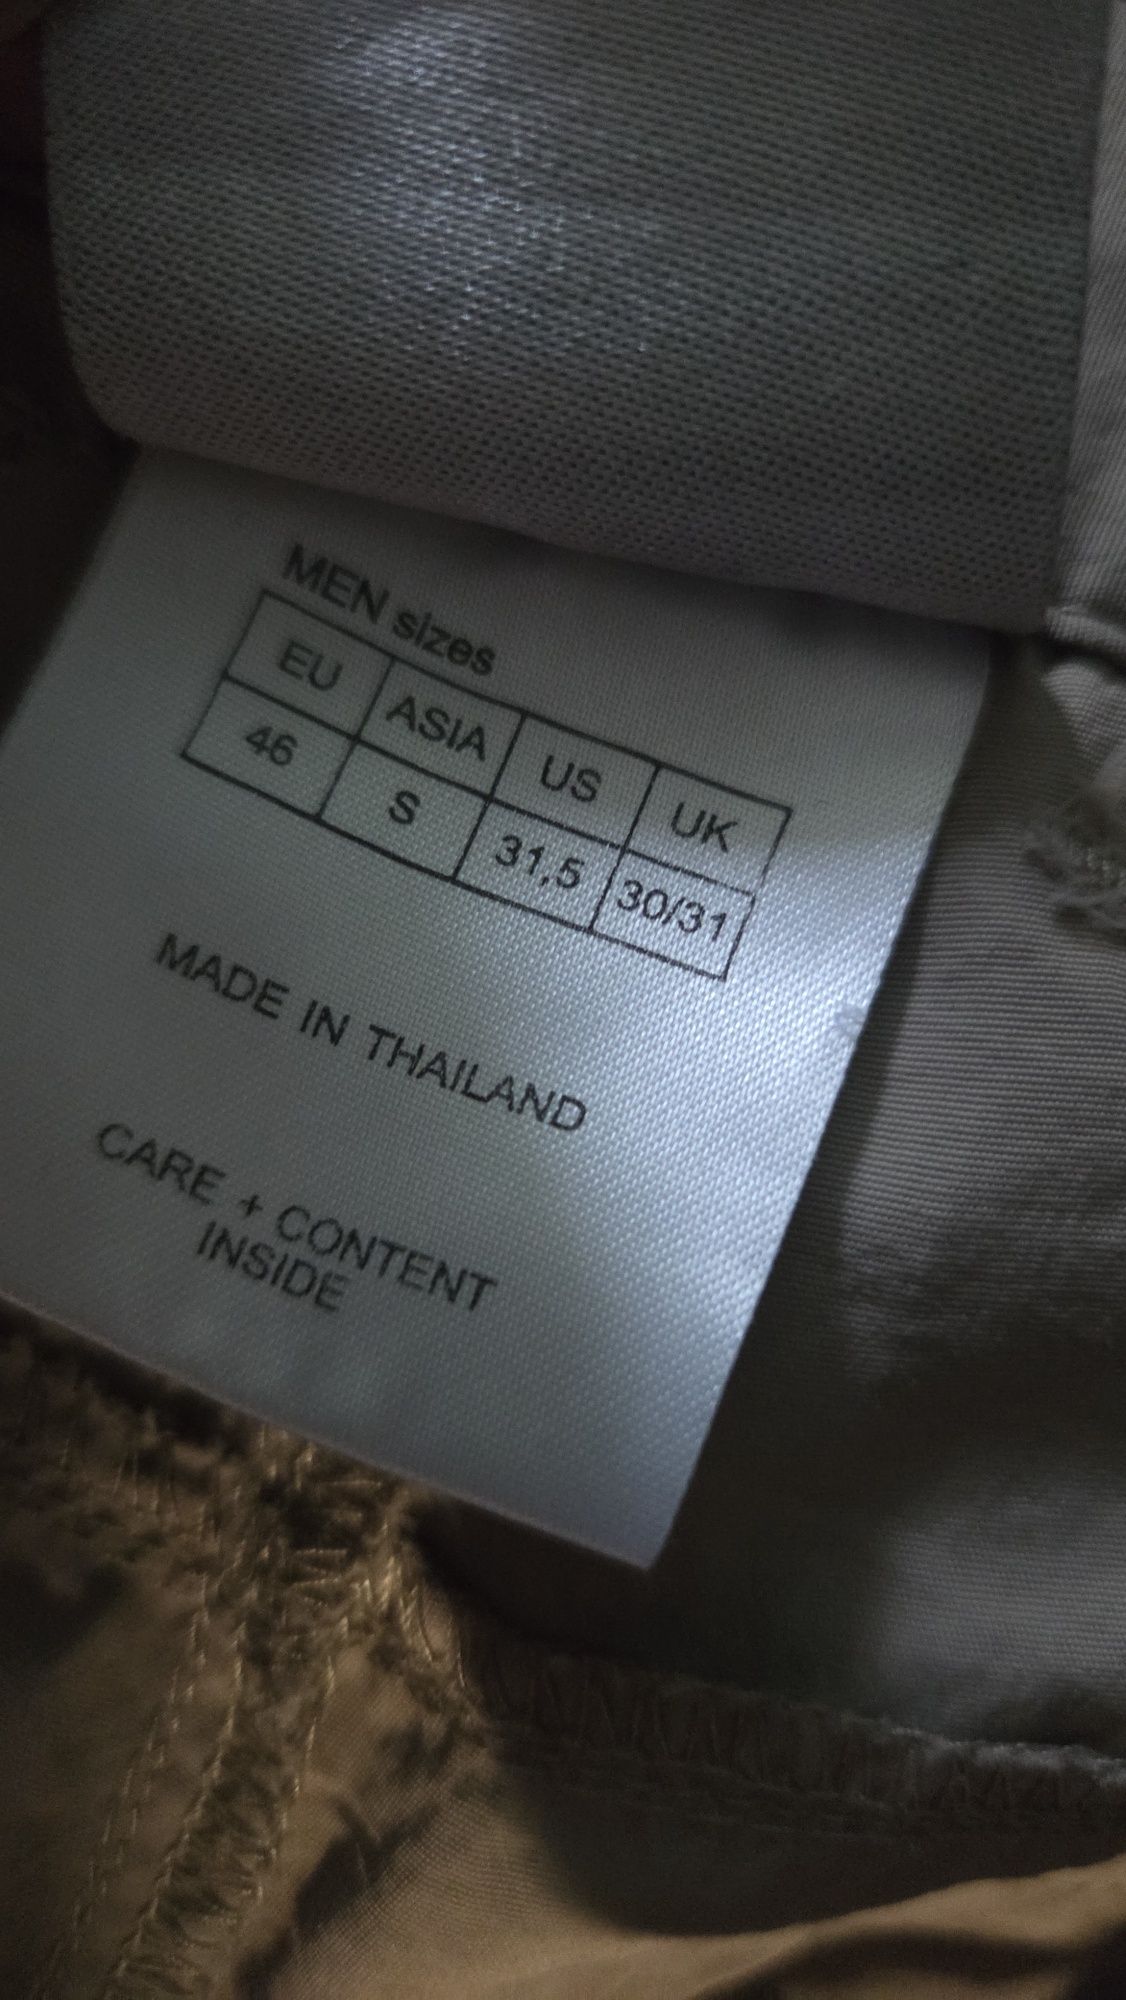 MEN sizes
EU ASIA US UK
46 S 31,5 30/31
MADE IN THAILAND
CARE + CONTENT
INSIDE